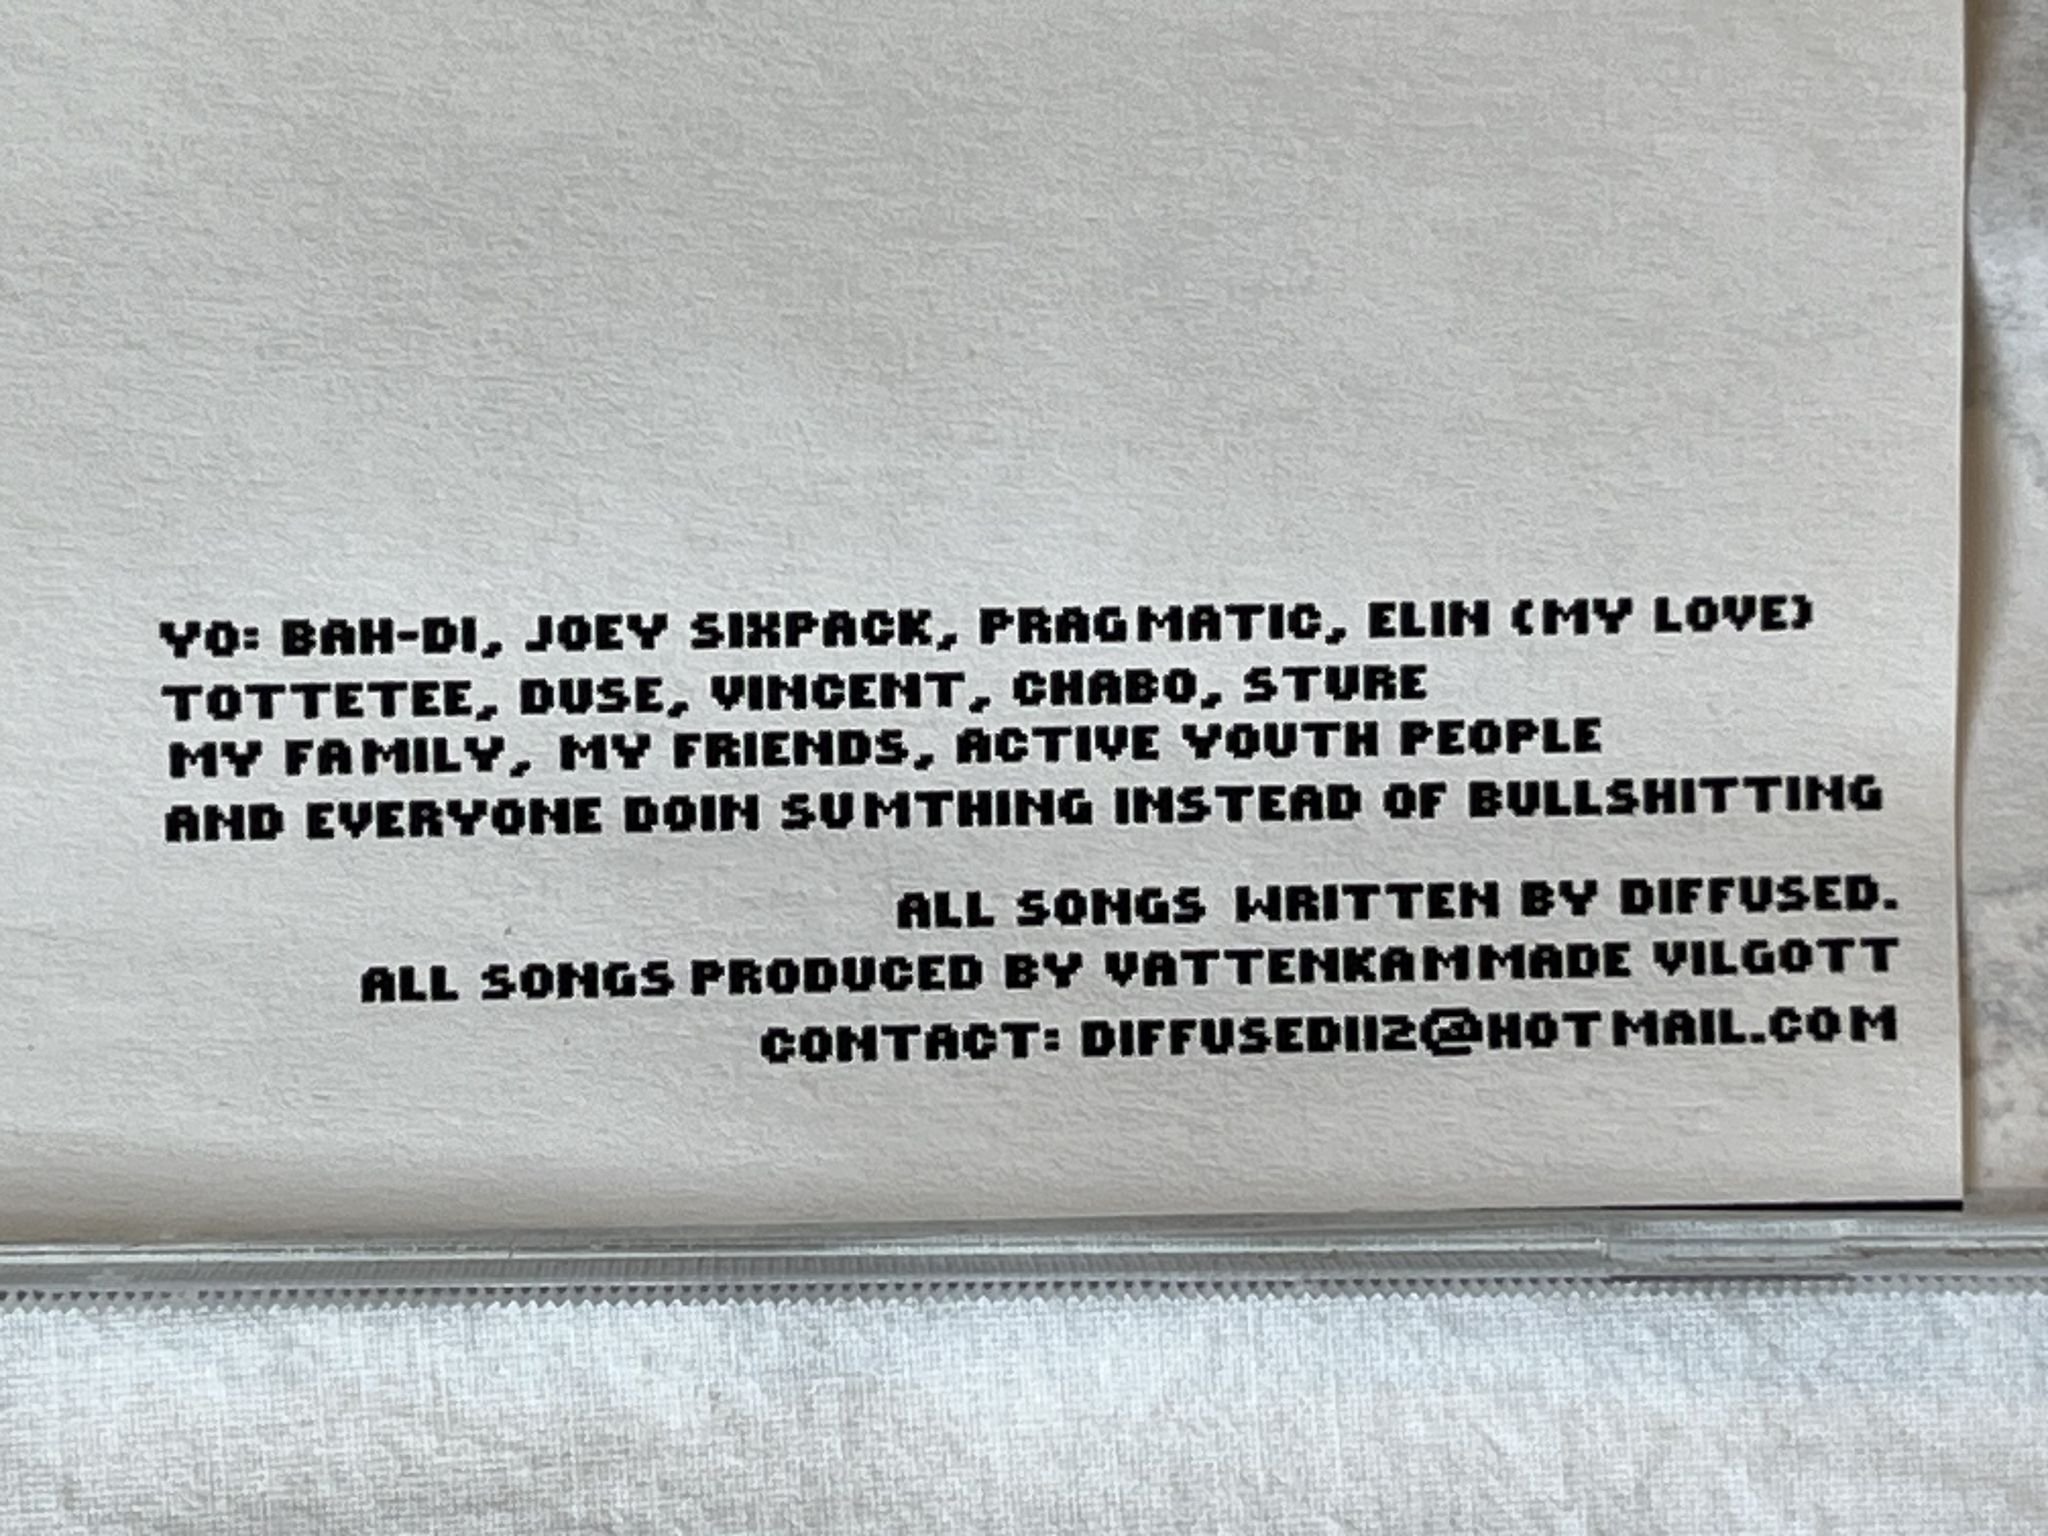 YO: BAH-DI, JOEY SIXPACK, PRAGMATIC, ELIN (MY LOVE)
TOTTETEE, DUSE, VINCENT, CHABO, STURE
MY FAMILY, MY FRIENDS, ACTIVE YOUTH PEOPLE
AND EVERYONE DOIN SUMTHING INSTEAD OF BULLSHITTING
ALL SONGS WRITTEN BY DIFFUSED.
ALL SONGS PRODUCED BY VATTENKAMMADE VILGOTT
CONTACT: DIFFUSED112@HOTMAIL.COM